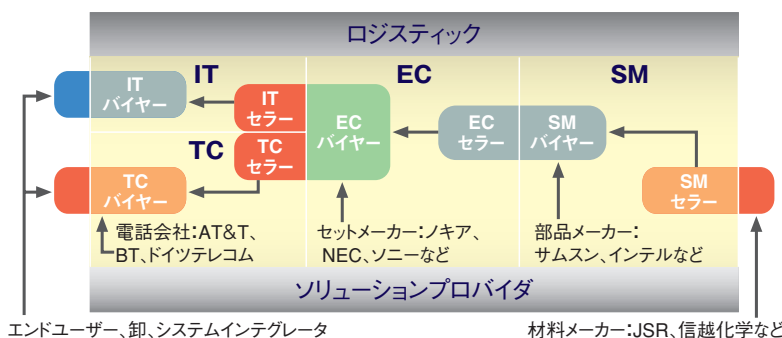 ロジスティック
IT
EC
SM
IT
バイヤー
IT
セラー
EC
バイヤー
EC
セラー
SM
バイヤー
TC
TC
セラー
TC
バイヤー
SM
セラー
電話会社:AT&T、
BT、ドイツテレコム
セットメーカー:ノキア、
NEC、ソニーなど
部品メーカー:
サムスン、インテルなど
ソリューションプロバイダ
エンドユーザー、卸、システムインテグレータ
材料メーカー:JSR、信越化学など